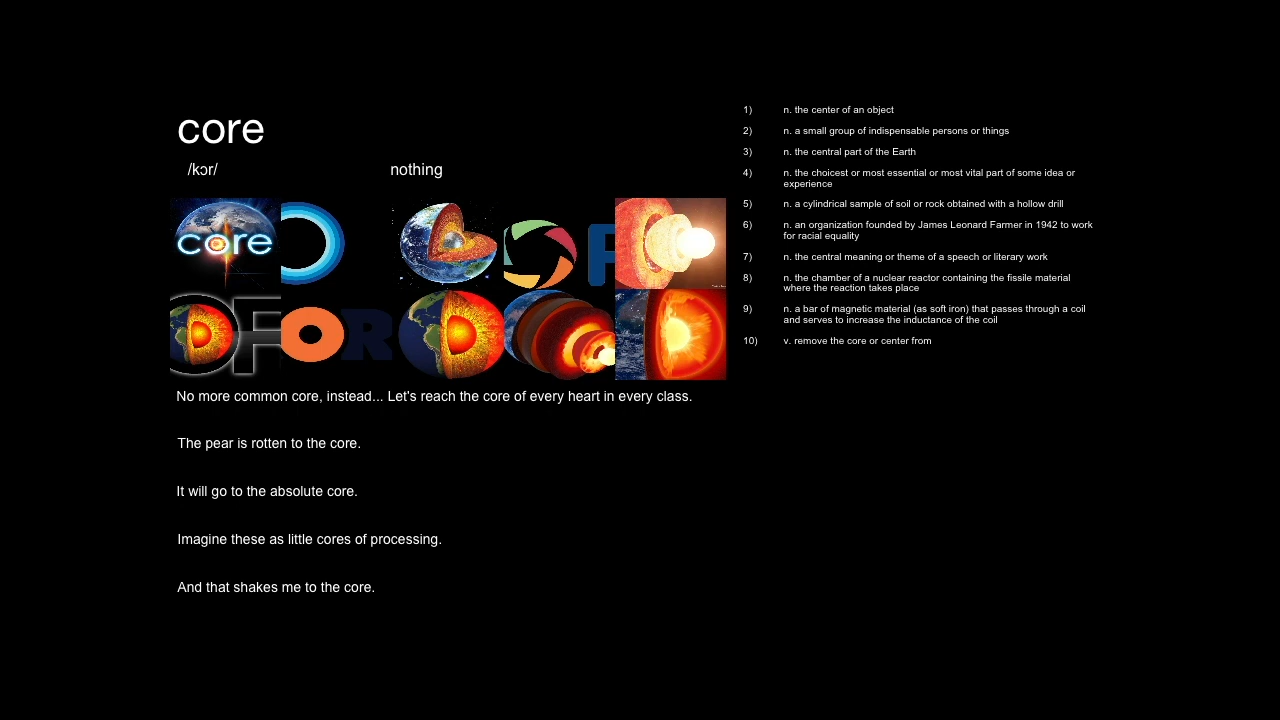 core
/kɔr/
nothing
core
No more common core, instead... Let's reach the core of every heart in every class.
The pear is rotten to the core.
It will go to the absolute core.
Imagine these as little cores of processing.
And that shakes me to the core.
1) n. the center of an object
2) n. a small group of indispensable persons or things
3) n. the central part of the Earth
4) n. the choicest or most essential or most vital part of some idea or
experience
5) n. a cylindrical sample of soil or rock obtained with a hollow drill
6) n. an organization founded by James Leonard Farmer in 1942 to work
for racial equality
7) n. the central meaning or theme of a speech or literary work
8) n. the chamber of a nuclear reactor containing the fissile material
where the reaction takes place
9) n. a bar of magnetic material (as soft iron) that passes through a coil
and serves to increase the inductance of the coil
10) v. remove the core or center from